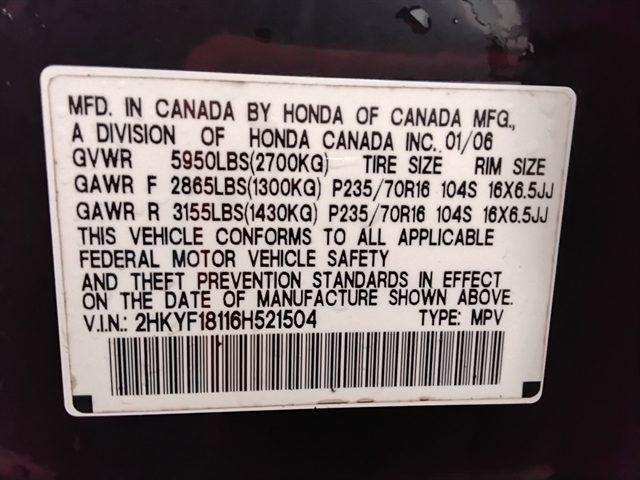 MFD. IN CANADA BY HONDA OF CANADA MFG.,
A DIVISION OF HONDA CANADA INC. 01/06
GVWR 5950LBS(2700KG) TIRE SIZE RIM SIZE
GAWR F 2865LBS(1300KG) P235/70R16 104S 16X6.5JJ
GAWR R 3155LBS(1430KG) P235/70R16 104S 16X6.5JJ
THIS VEHICLE CONFORMS TO ALL APPLICABLE
FEDERAL MOTOR VEHICLE SAFETY
AND THEFT PREVENTION STANDARDS IN EFFECT
ON THE DATE OF MANUFACTURE SHOWN ABOVE.
V.I.N.: 2HKYF18116H521504 TYPE: MPV